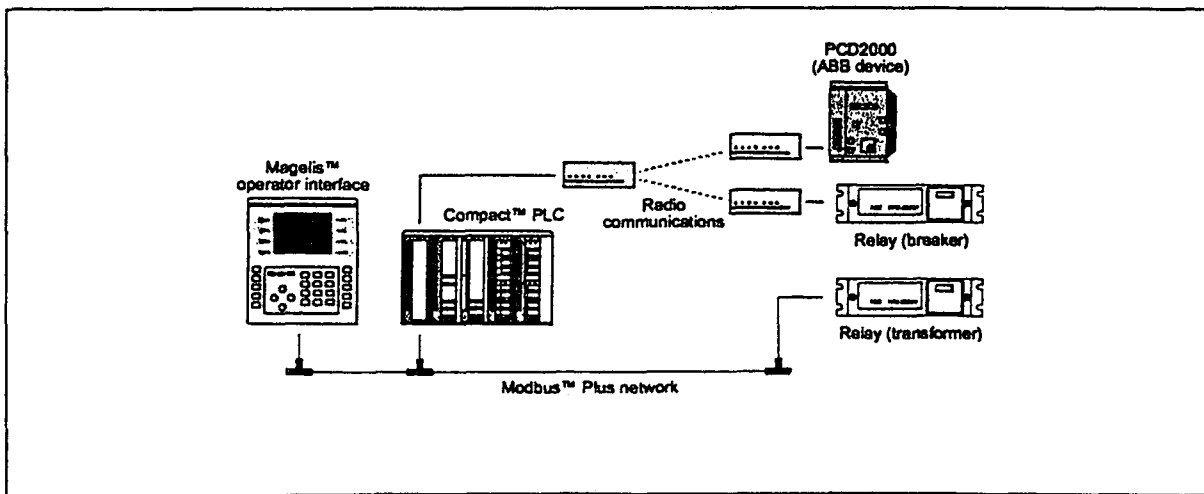 PCD2000
(ABB device)
Magelis™
operator interface
Compact™ PLC
Radio
communications
Relay (breaker)
Relay (transformer)
Modbus™ Plus network